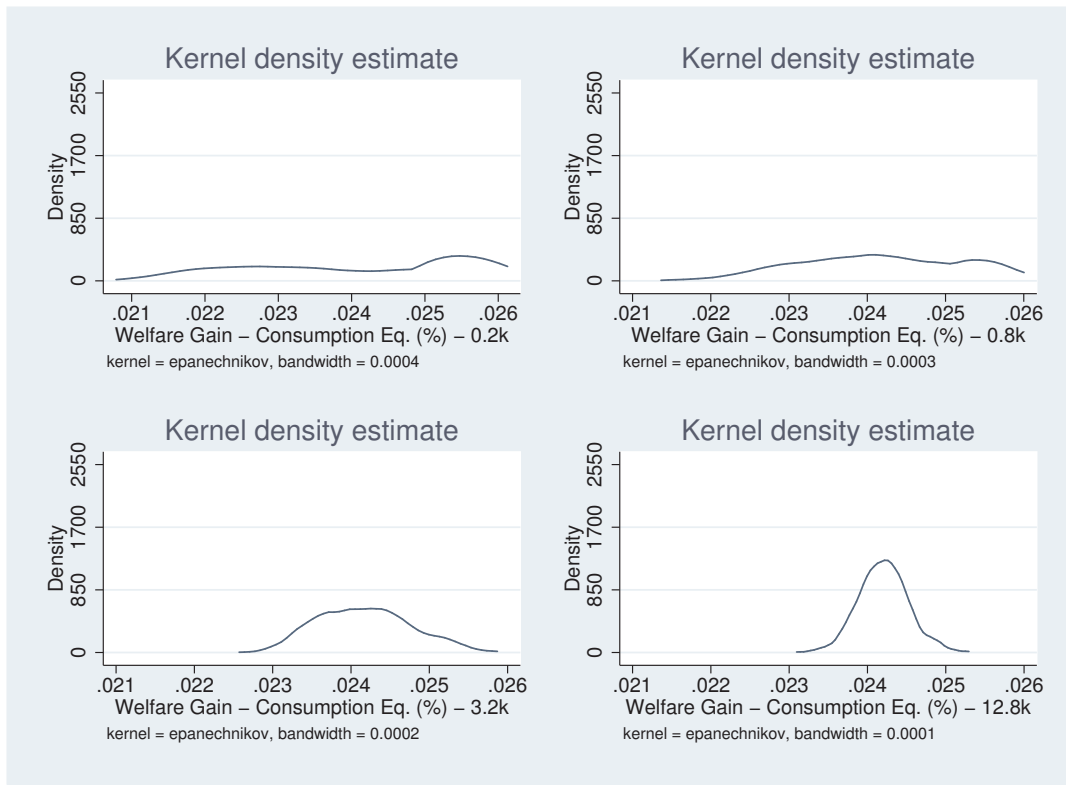 Kernel density estimate
2550
1700
850
0
Density
.021 .022 .023 .024 .025 .026
Welfare Gain − Consumption Eq. (%) − 0.2k
kernel = epanechnikov, bandwidth = 0.0004
Kernel density estimate
2550
1700
850
0
Density
.021 .022 .023 .024 .025 .026
Welfare Gain − Consumption Eq. (%) − 0.8k
kernel = epanechnikov, bandwidth = 0.0003
Kernel density estimate
2550
1700
850
0
Density
.021 .022 .023 .024 .025 .026
Welfare Gain − Consumption Eq. (%) − 3.2k
kernel = epanechnikov, bandwidth = 0.0002
Kernel density estimate
2550
1700
850
0
Density
.021 .022 .023 .024 .025 .026
Welfare Gain − Consumption Eq. (%) − 12.8k
kernel = epanechnikov, bandwidth = 0.0001